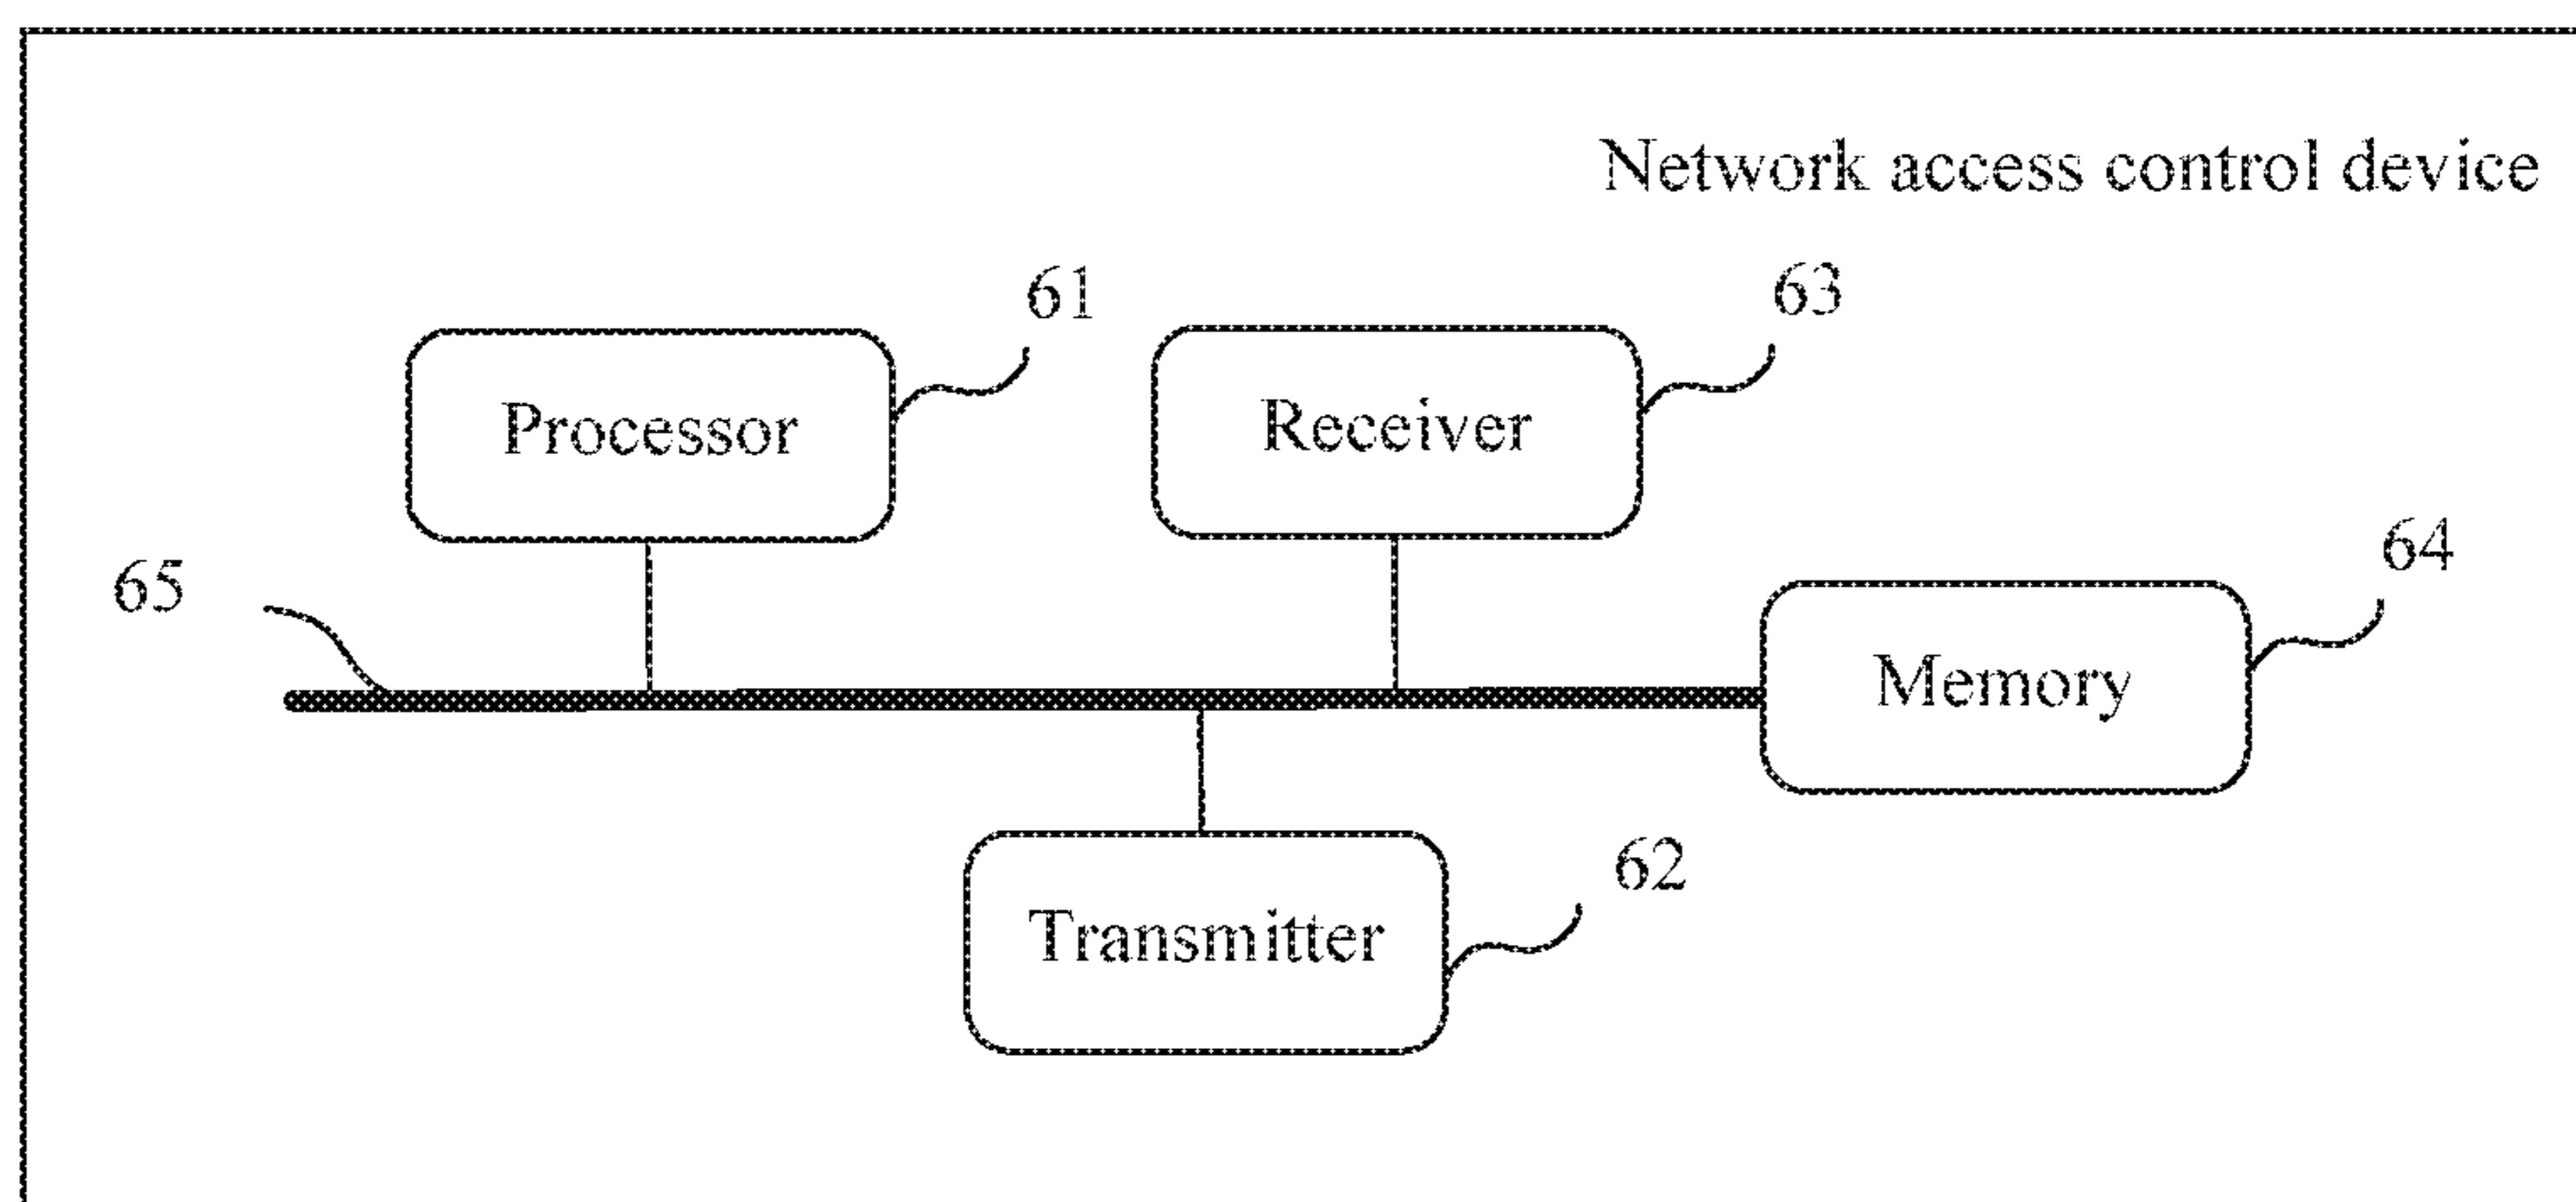 Network access control device
61
63
Processor
Receiver
64
65
Memory
62
Transmitter